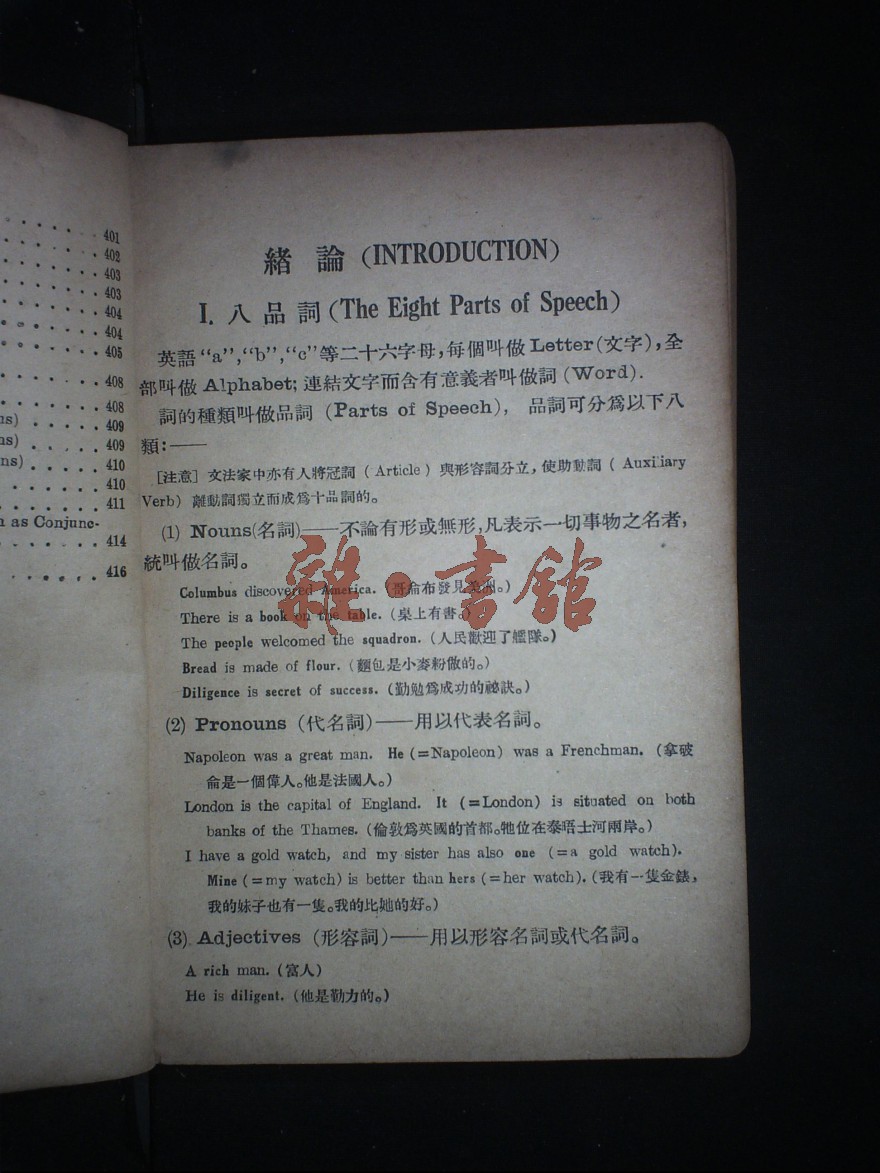 401
402
403
403
404
404
405
408
408
409
409
410
410
411
as Conjunc-
414
416
緒論 (INTRODUCTION)
I. 八品詞 (The Eight Parts of Speech)
英語“a”,“b”,“c”等二十六字母,每個叫做 Letter (文字),全
部叫做 Alphabet; 連結文字而含有意義者叫做詞 (Word).
詞的種類叫做品詞 (Parts of Speech), 品詞可分爲以下八
類:——
[注意] 文法家中亦有人將冠詞 (Article) 與形容詞分立,使助動詞 (Auxiliary
Verb) 離動詞獨立而成爲十品詞的。
(1) Nouns(名詞)——不論有形或無形,凡表示一切事物之名者,
統叫做名詞。
Columbus discovered America. (哥侖布發見美洲。)
There is a book on the table. (桌上有書。)
The people welcomed the squadron. (人民歡迎了艦隊。)
Bread is made of flour. (麵包是小麥粉做的。)
Diligence is secret of success. (勤勉爲成功的祕訣。)
(2) Pronouns (代名詞)——用以代表名詞。
Napoleon was a great man. He (=Napoleon) was a Frenchman. (拿破
侖是一個偉人。他是法國人。)
London is the capital of England. It (=London) is situated on both
banks of the Thames. (倫敦爲英國的首都。牠位在泰晤士河兩岸。)
I have a gold watch, and my sister has also one (=a gold watch).
Mine (=my watch) is better than hers (=her watch). (我有一隻金錶,
我的妹子也有一隻。我的比她的好。)
(3) Adjectives (形容詞)——用以形容名詞或代名詞。
A rich man. (富人)
He is diligent. (他是勤力的。)
雜·書館